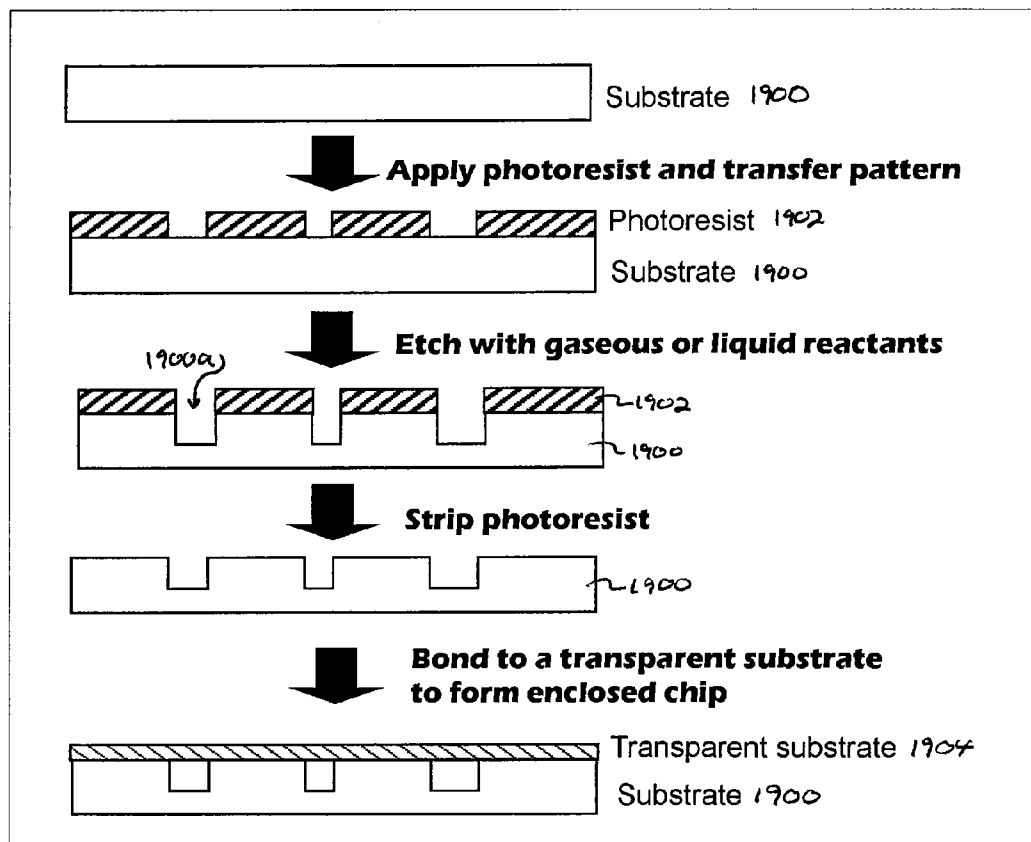 Substrate 1900
Apply photoresist and transfer pattern
Photoresist 1902
Substrate 1900
Etch with gaseous or liquid reactants
1900a
1902
1900
Strip photoresist
1900
Bond to a transparent substrate
to form enclosed chip
Transparent substrate 1904
Substrate 1900